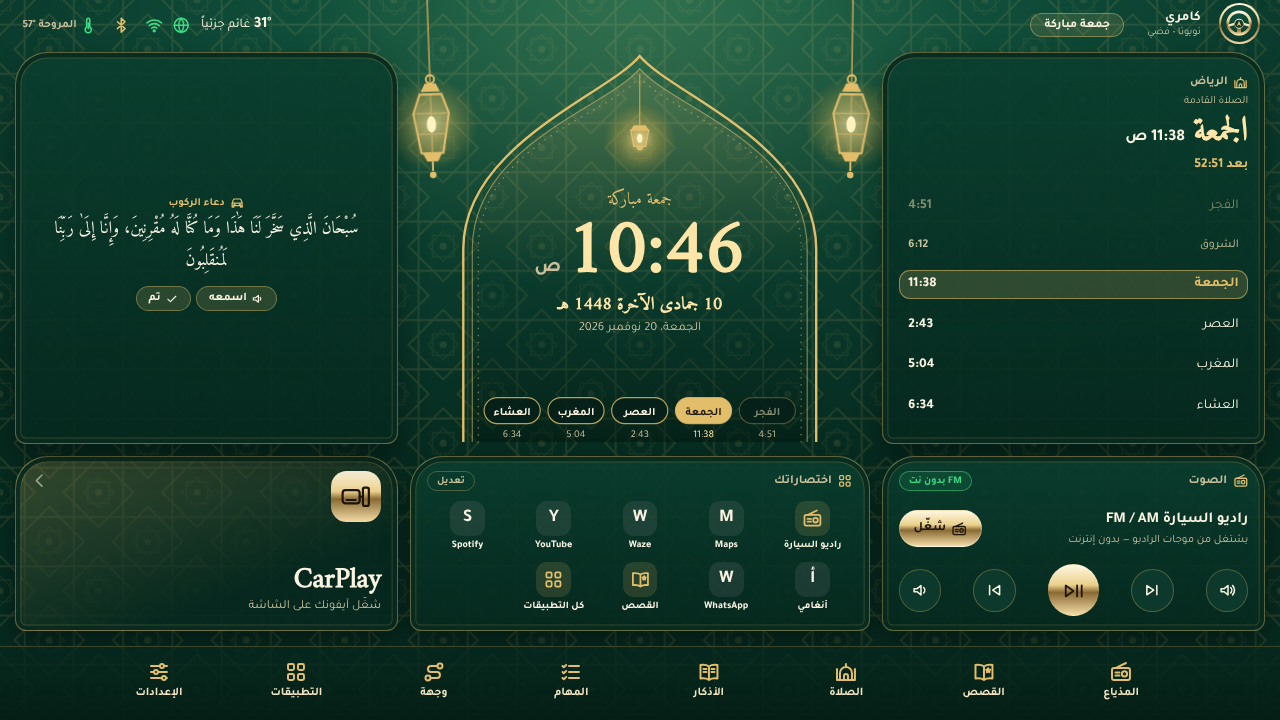 كامري
تويوتا · فضي
جمعة مباركة
31° غائم جزئياً
المروحة 57°
الرياض
الصلاة القادمة
الجمعة 11:38 ص
بعد 52:51
الفجر 4:51
الشروق 6:12
الجمعة 11:38
العصر 2:43
المغرب 5:04
العشاء 6:34
جمعة مباركة
10:46 ص
10 جمادى الآخرة 1448 هـ
الجمعة، 20 نوفمبر 2026
الفجر الجمعة العصر المغرب العشاء
4:51 11:38 2:43 5:04 6:34
دعاء الركوب
سُبْحَانَ الَّذِي سَخَّرَ لَنَا هَٰذَا وَمَا كُنَّا لَهُ مُقْرِنِينَ، وَإِنَّا إِلَىٰ رَبِّنَا
لَمُنقَلِبُونَ
اسمعه تم
الصوت
FM بدون نت
راديو السيارة FM / AM
يشتغل من موجات الراديو — بدون إنترنت
شغّل
اختصاراتك
تعديل
راديو السيارة
M Maps
W Waze
Y YouTube
S Spotify
أ أنغامي
W WhatsApp
القصص
كل التطبيقات
CarPlay
شغّل آيفونك على الشاشة
المذياع القصص الصلاة الأذكار المهام وجهة التطبيقات الإعدادات